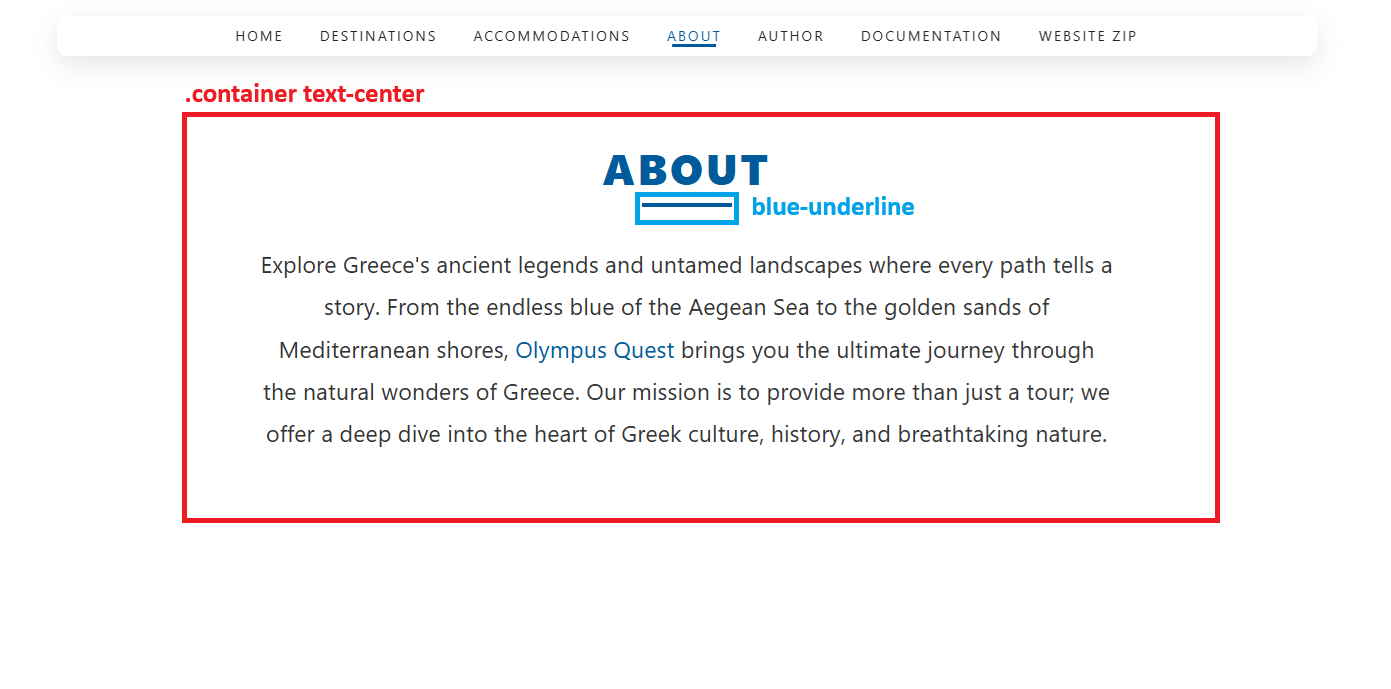 HOME DESTINATIONS ACCOMMODATIONS ABOUT AUTHOR DOCUMENTATION WEBSITE ZIP
.container text-center
ABOUT
blue-underline
Explore Greece's ancient legends and untamed landscapes where every path tells a
story. From the endless blue of the Aegean Sea to the golden sands of
Mediterranean shores, Olympus Quest brings you the ultimate journey through
the natural wonders of Greece. Our mission is to provide more than just a tour; we
offer a deep dive into the heart of Greek culture, history, and breathtaking nature.